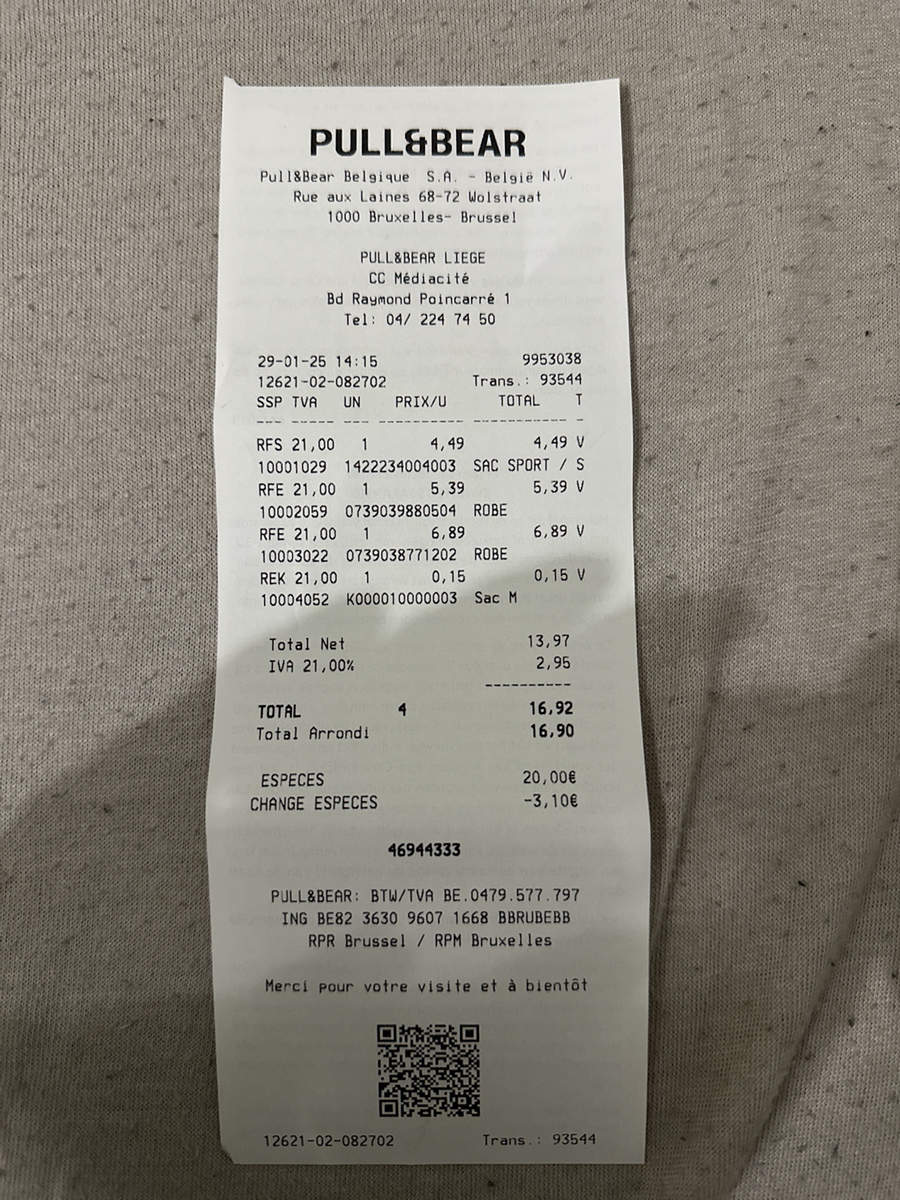 PULL&BEAR
Pull&Bear Belgique S.A. - België N.V.
Rue aux Laines 68-72 Wolstraat
1000 Bruxelles- Brussel
PULL&BEAR LIEGE
CC Médiacité
Bd Raymond Poincarré 1
Tel: 04/ 224 74 50
29-01-25 14:15 9953038
12621-02-082702 Trans.: 93544
SSP TVA UN PRIX/U TOTAL T
--- ----- --- ---------- ----------- -
RFS 21,00 1 4,49 4,49 V
10001029 1422234004003 SAC SPORT / S
RFE 21,00 1 5,39 5,39 V
10002059 0739039880504 ROBE
RFE 21,00 1 6,89 6,89 V
10003022 0739038771202 ROBE
REK 21,00 1 0,15 0,15 V
10004052 K000010000003 Sac M
Total Net 13,97
IVA 21,00% 2,95
----------
TOTAL 4 16,92
Total Arrondi 16,90
ESPECES 20,00€
CHANGE ESPECES -3,10€
46944333
PULL&BEAR: BTW/TVA BE.0479.577.797
ING BE82 3630 9607 1668 BBRUBEBB
RPR Brussel / RPM Bruxelles
Merci pour votre visite et à bientôt
12621-02-082702 Trans.: 93544